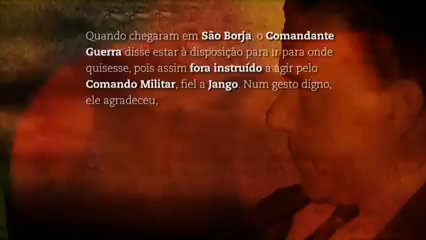 Quando chegaram em São Borja, o Comandante
Guerra disse estar à disposição para ir para onde
quisesse, pois assim fora instruído a agir pelo
Comando Militar, fiel a Jango. Num gesto digno,
ele agradeceu,